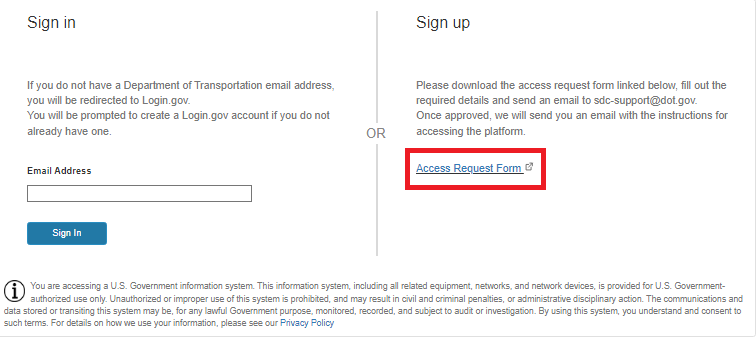 Sign in
If you do not have a Department of Transportation email address,
you will be redirected to Login.gov.
You will be prompted to create a Login.gov account if you do not
already have one.
Email Address
Sign In
OR
Sign up
Please download the access request form linked below, fill out the
required details and send an email to sdc-support@dot.gov.
Once approved, we will send you an email with the instructions for
accessing the platform.
Access Request Form
You are accessing a U.S. Government information system. This information system, including all related equipment, networks, and network devices, is provided for U.S. Government-
authorized use only. Unauthorized or improper use of this system is prohibited, and may result in civil and criminal penalties, or administrative disciplinary action. The communications and
data stored or transiting this system may be, for any lawful Government purpose, monitored, recorded, and subject to audit or investigation. By using this system, you understand and consent to
such terms. For details on how we use your information, please see our Privacy Policy